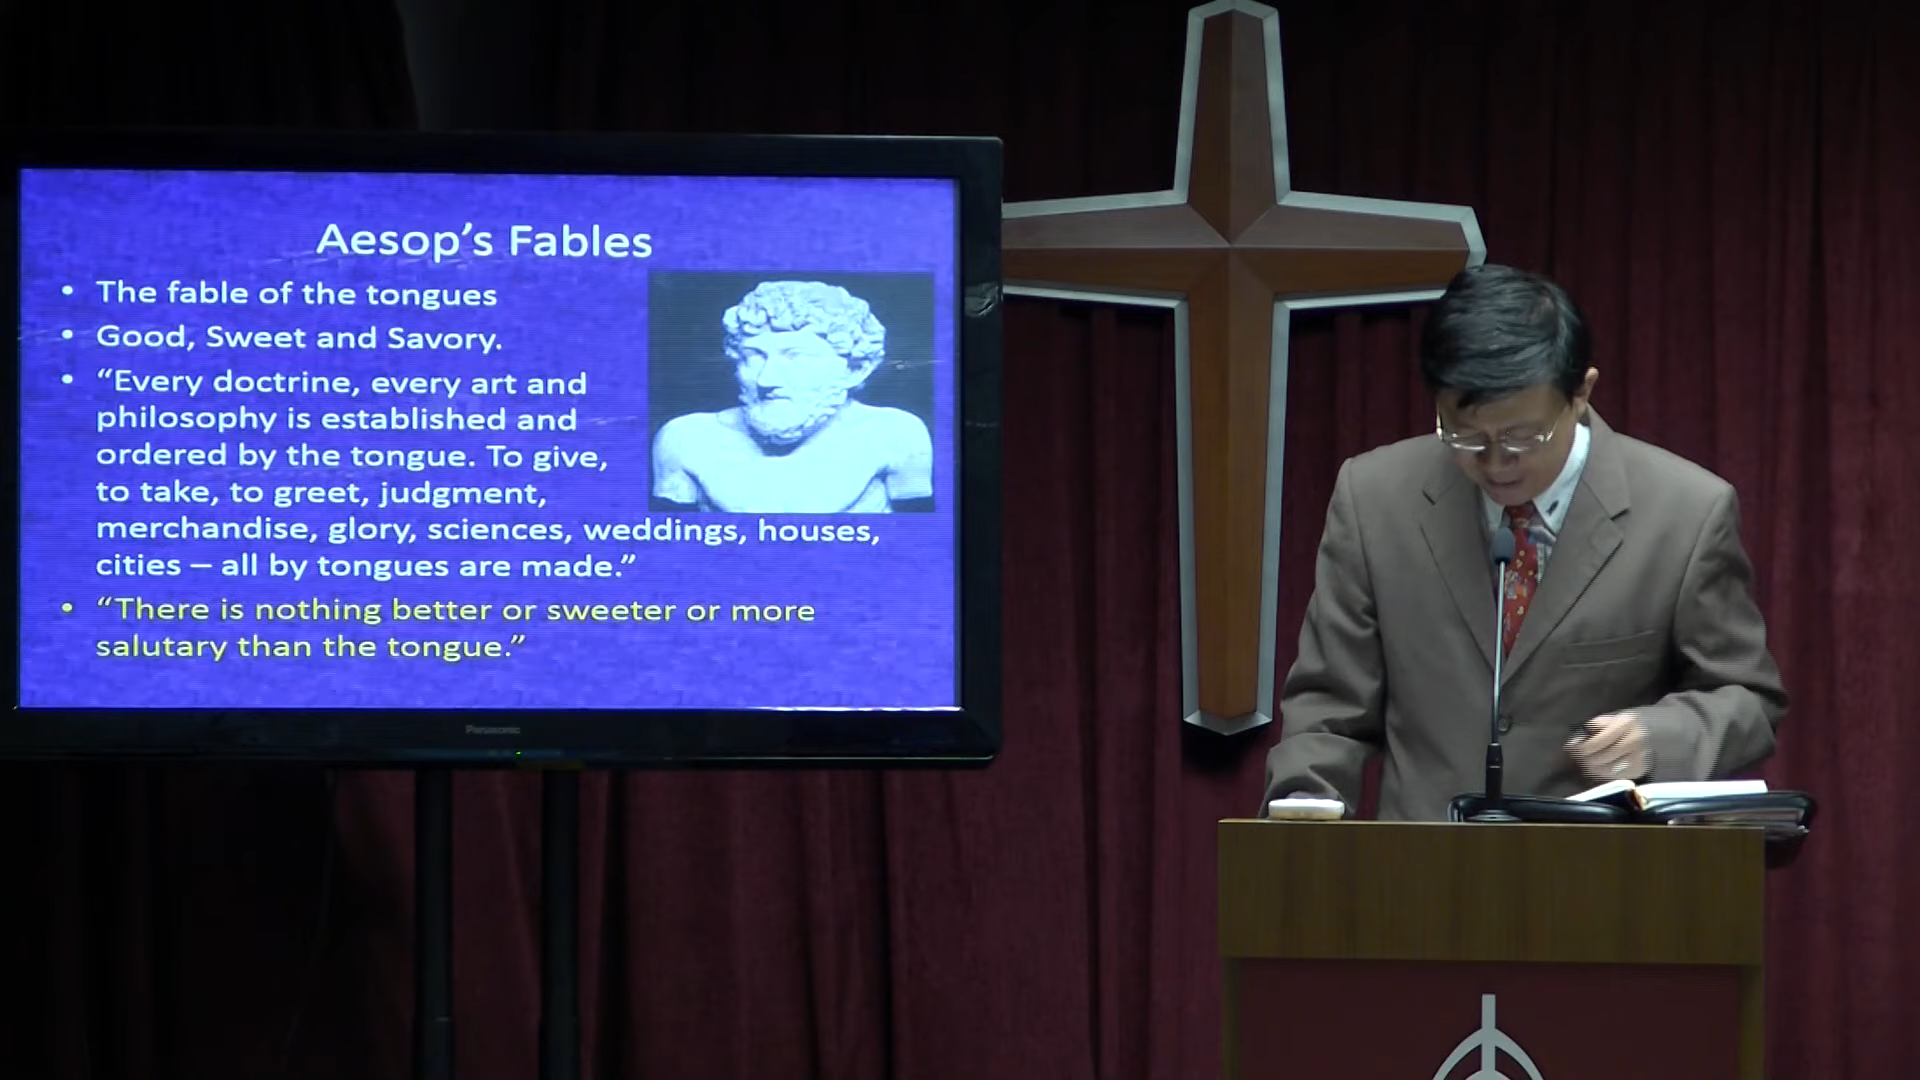 Aesop’s Fables
• The fable of the tongues
• Good, Sweet and Savory.
• “Every doctrine, every art and
philosophy is established and
ordered by the tongue. To give,
to take, to greet, judgment,
merchandise, glory, sciences, weddings, houses,
cities – all by tongues are made.”
• “There is nothing better or sweeter or more
salutary than the tongue.”
Panasonic